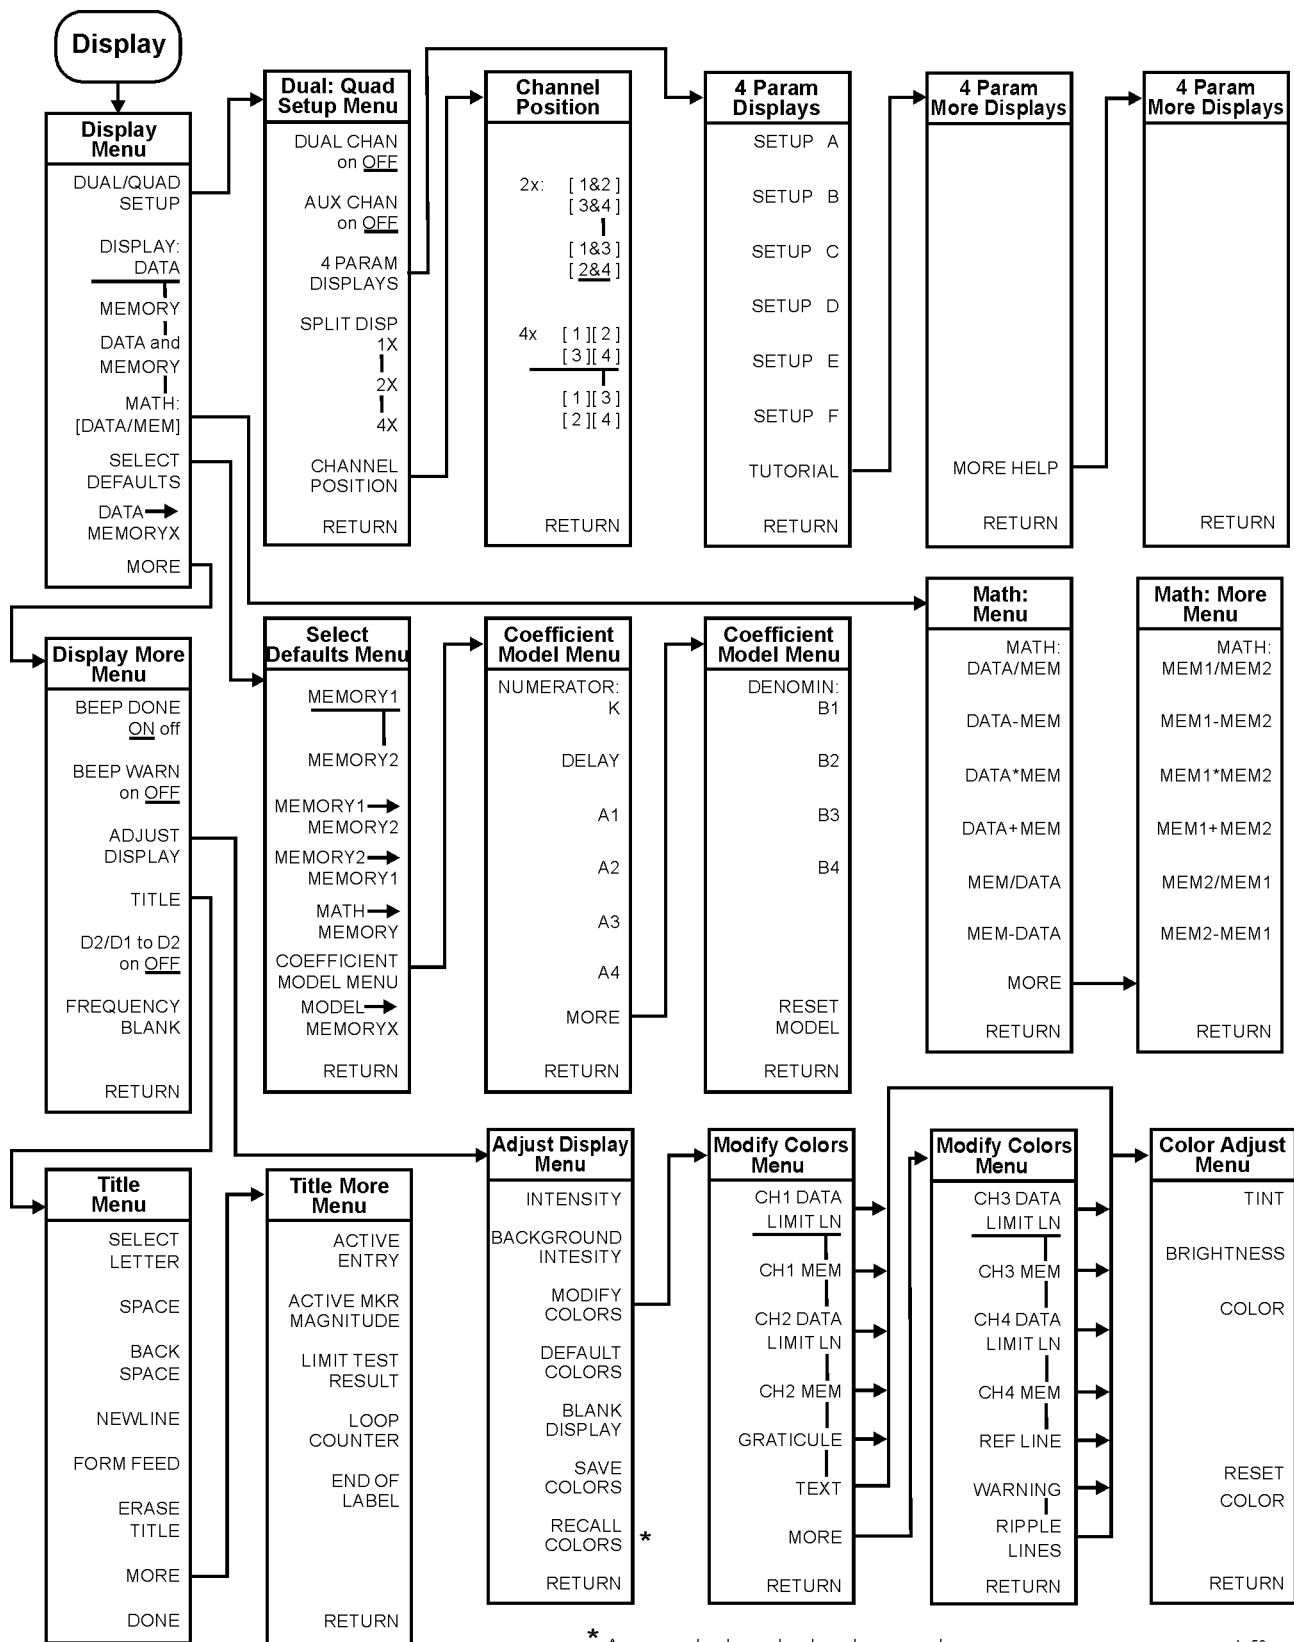 Display
Display
Menu
DUAL/QUAD
SETUP
DISPLAY:
DATA
MEMORY
DATA and
MEMORY
MATH:
[DATA/MEM]
SELECT
DEFAULTS
DATA
MEMORYX
MORE
Dual: Quad
Setup Menu
DUAL CHAN
on OFF
AUX CHAN
on OFF
4 PARAM
DISPLAYS
SPLIT DISP
1X
2X
4X
CHANNEL
POSITION
RETURN
Channel
Position
2x: [ 1&2 ]
[ 3&4 ]
[ 1&3 ]
[ 2&4 ]
4x [ 1 ][ 2 ]
[ 3 ][ 4 ]
[ 1 ][ 3 ]
[ 2 ][ 4 ]
RETURN
4 Param
Displays
SETUP A
SETUP B
SETUP C
SETUP D
SETUP E
SETUP F
TUTORIAL
RETURN
4 Param
More Displays
MORE HELP
RETURN
4 Param
More Displays
RETURN
Display More
Menu
BEEP DONE
ON off
BEEP WARN
on OFF
ADJUST
DISPLAY
TITLE
D2/D1 to D2
on OFF
FREQUENCY
BLANK
RETURN
Select
Defaults Menu
MEMORY1
MEMORY2
MEMORY1
MEMORY2
MEMORY2
MEMORY1
MATH
MEMORY
COEFFICIENT
MODEL MENU
MODEL
MEMORYX
RETURN
Coefficient
Model Menu
NUMERATOR:
K
DELAY
A1
A2
A3
A4
MORE
RETURN
Coefficient
Model Menu
DENOMIN:
B1
B2
B3
B4
RESET
MODEL
RETURN
Math:
Menu
MATH:
DATA/MEM
DATA-MEM
DATA*MEM
DATA+MEM
MEM/DATA
MEM-DATA
MORE
RETURN
Math: More
Menu
MATH:
MEM1/MEM2
MEM1-MEM2
MEM1*MEM2
MEM1+MEM2
MEM2/MEM1
MEM2-MEM1
RETURN
Title
Menu
SELECT
LETTER
SPACE
BACK
SPACE
NEWLINE
FORM FEED
ERASE
TITLE
MORE
DONE
Title More
Menu
ACTIVE
ENTRY
ACTIVE MKR
MAGNITUDE
LIMIT TEST
RESULT
LOOP
COUNTER
END OF
LABEL
RETURN
Adjust Display
Menu
INTENSITY
BACKGROUND
INTESITY
MODIFY
COLORS
DEFAULT
COLORS
BLANK
DISPLAY
SAVE
COLORS
RECALL
COLORS *
RETURN
Modify Colors
Menu
CH1 DATA
LIMIT LN
CH1 MEM
CH2 DATA
LIMIT LN
CH2 MEM
GRATICULE
TEXT
MORE
RETURN
Modify Colors
Menu
CH3 DATA
LIMIT LN
CH3 MEM
CH4 DATA
LIMIT LN
CH4 MEM
REF LINE
WARNING
RIPPLE
LINES
RETURN
Color Adjust
Menu
TINT
BRIGHTNESS
COLOR
RESET
COLOR
RETURN
*